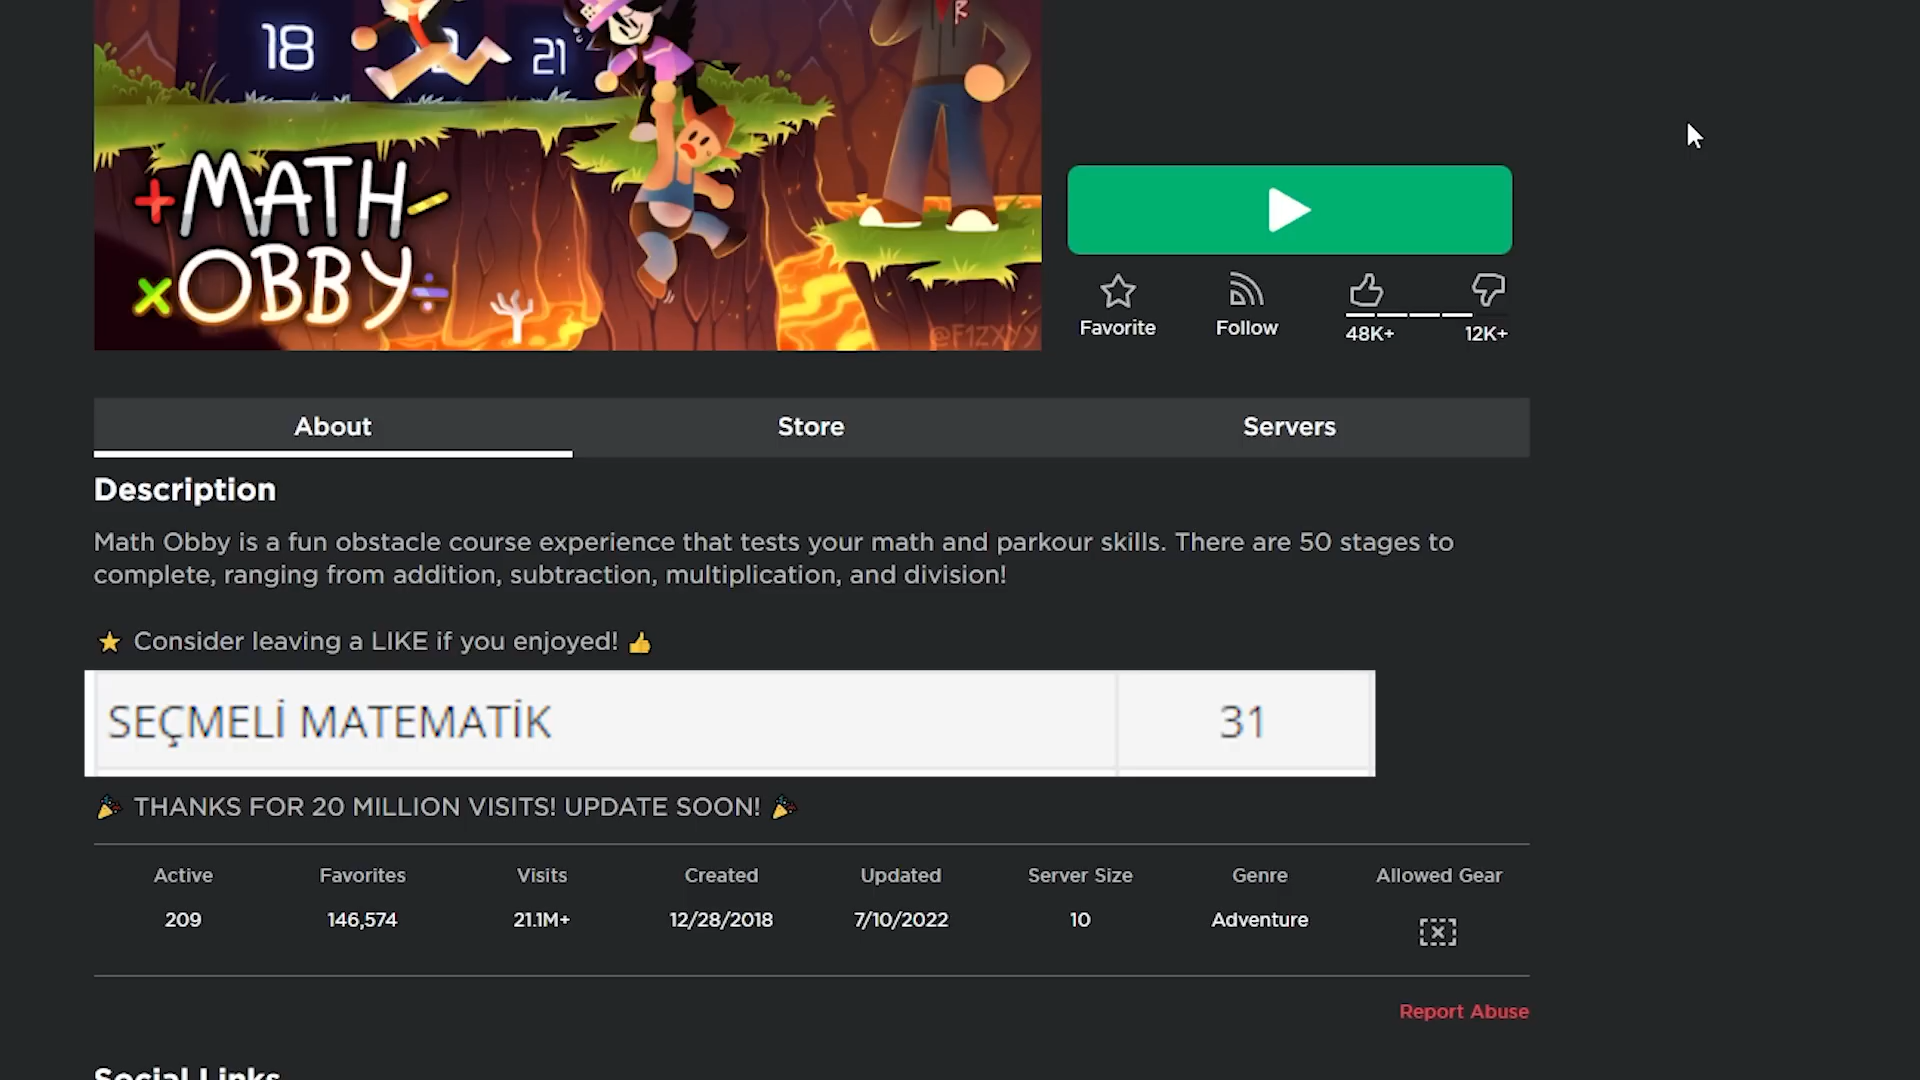 18
21
+MATH-
×OBBY÷
@F1ZXYY
Favorite
Follow
48K+
12K+
About
Store
Servers
Description
Math Obby is a fun obstacle course experience that tests your math and parkour skills. There are 50 stages to
complete, ranging from addition, subtraction, multiplication, and division!
⭐ Consider leaving a LIKE if you enjoyed! 👍
SEÇMELİ MATEMATİK 31
🎉 THANKS FOR 20 MILLION VISITS! UPDATE SOON! 🎉
Active Favorites Visits Created Updated Server Size Genre Allowed Gear
209 146,574 21.1M+ 12/28/2018 7/10/2022 10 Adventure
Report Abuse
Social Links